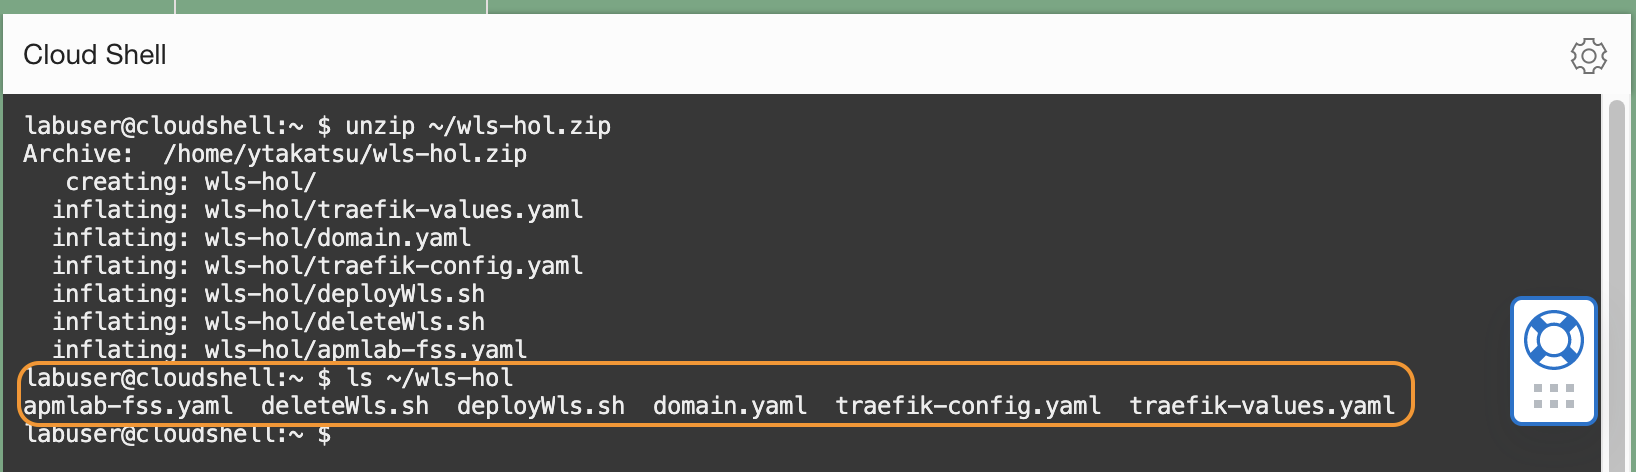 Cloud Shell
labuser@cloudshell:~ $ unzip ~/wls-hol.zip
Archive:  /home/ytakatsu/wls-hol.zip
   creating: wls-hol/
  inflating: wls-hol/traefik-values.yaml
  inflating: wls-hol/domain.yaml
  inflating: wls-hol/traefik-config.yaml
  inflating: wls-hol/deployWls.sh
  inflating: wls-hol/deleteWls.sh
  inflating: wls-hol/apmlab-fss.yaml
labuser@cloudshell:~ $ ls ~/wls-hol
apmlab-fss.yaml  deleteWls.sh  deployWls.sh  domain.yaml  traefik-config.yaml  traefik-values.yaml
labuser@cloudshell:~ $